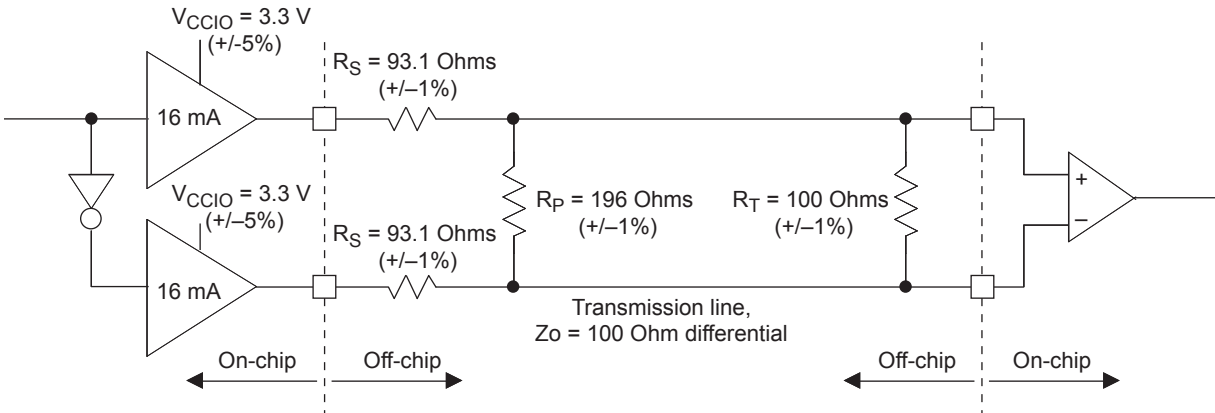 VCCIO = 3.3 V
(+/-5%)
RS = 93.1 Ohms
(+/–1%)
16 mA
VCCIO = 3.3 V
(+/–5%)
RS = 93.1 Ohms
(+/–1%)
16 mA
RP = 196 Ohms
(+/–1%)
RT = 100 Ohms
(+/–1%)
+
–
Transmission line,
Zo = 100 Ohm differential
On-chip
Off-chip
Off-chip
On-chip